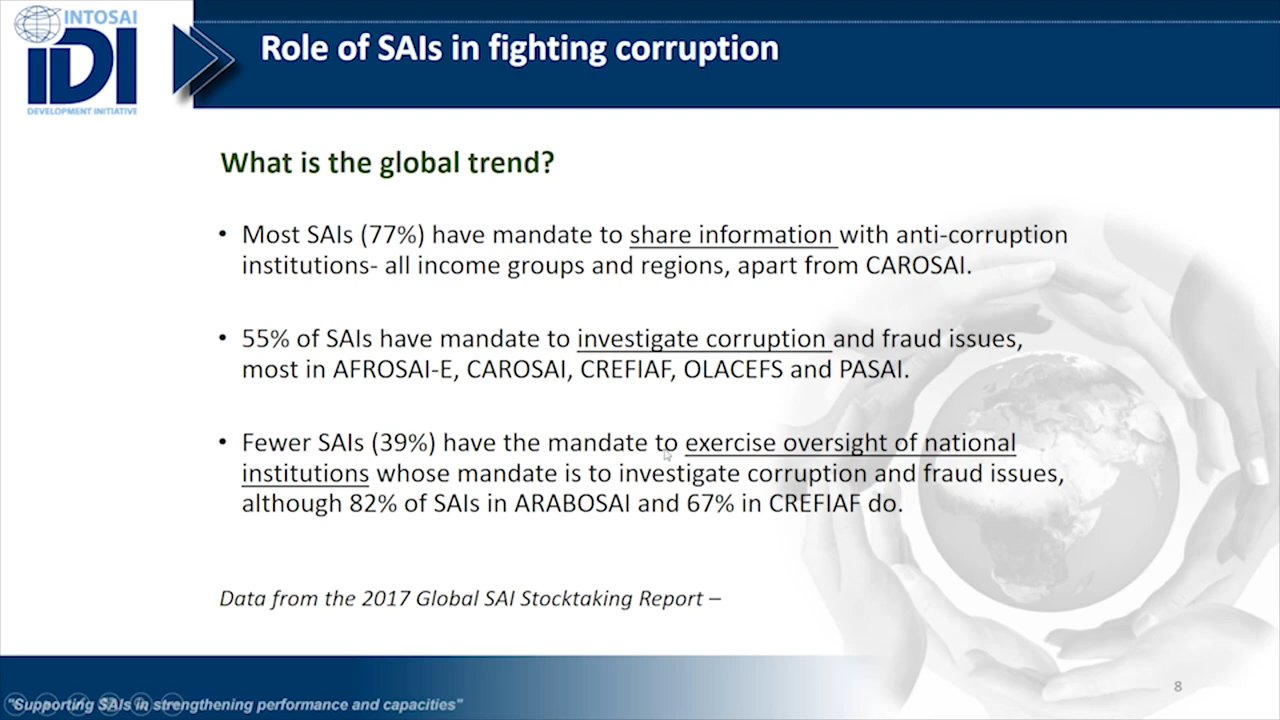 INTOSAI
IDI
DEVELOPMENT INITIATIVE
Role of SAIs in fighting corruption
What is the global trend?
• Most SAIs (77%) have mandate to share information with anti-corruption
institutions- all income groups and regions, apart from CAROSAI.
• 55% of SAIs have mandate to investigate corruption and fraud issues,
most in AFROSAI-E, CAROSAI, CREFIAF, OLACEFS and PASAI.
• Fewer SAIs (39%) have the mandate to exercise oversight of national
institutions whose mandate is to investigate corruption and fraud issues,
although 82% of SAIs in ARABOSAI and 67% in CREFIAF do.
Data from the 2017 Global SAI Stocktaking Report –
8
"Supporting SAIs in strengthening performance and capacities"